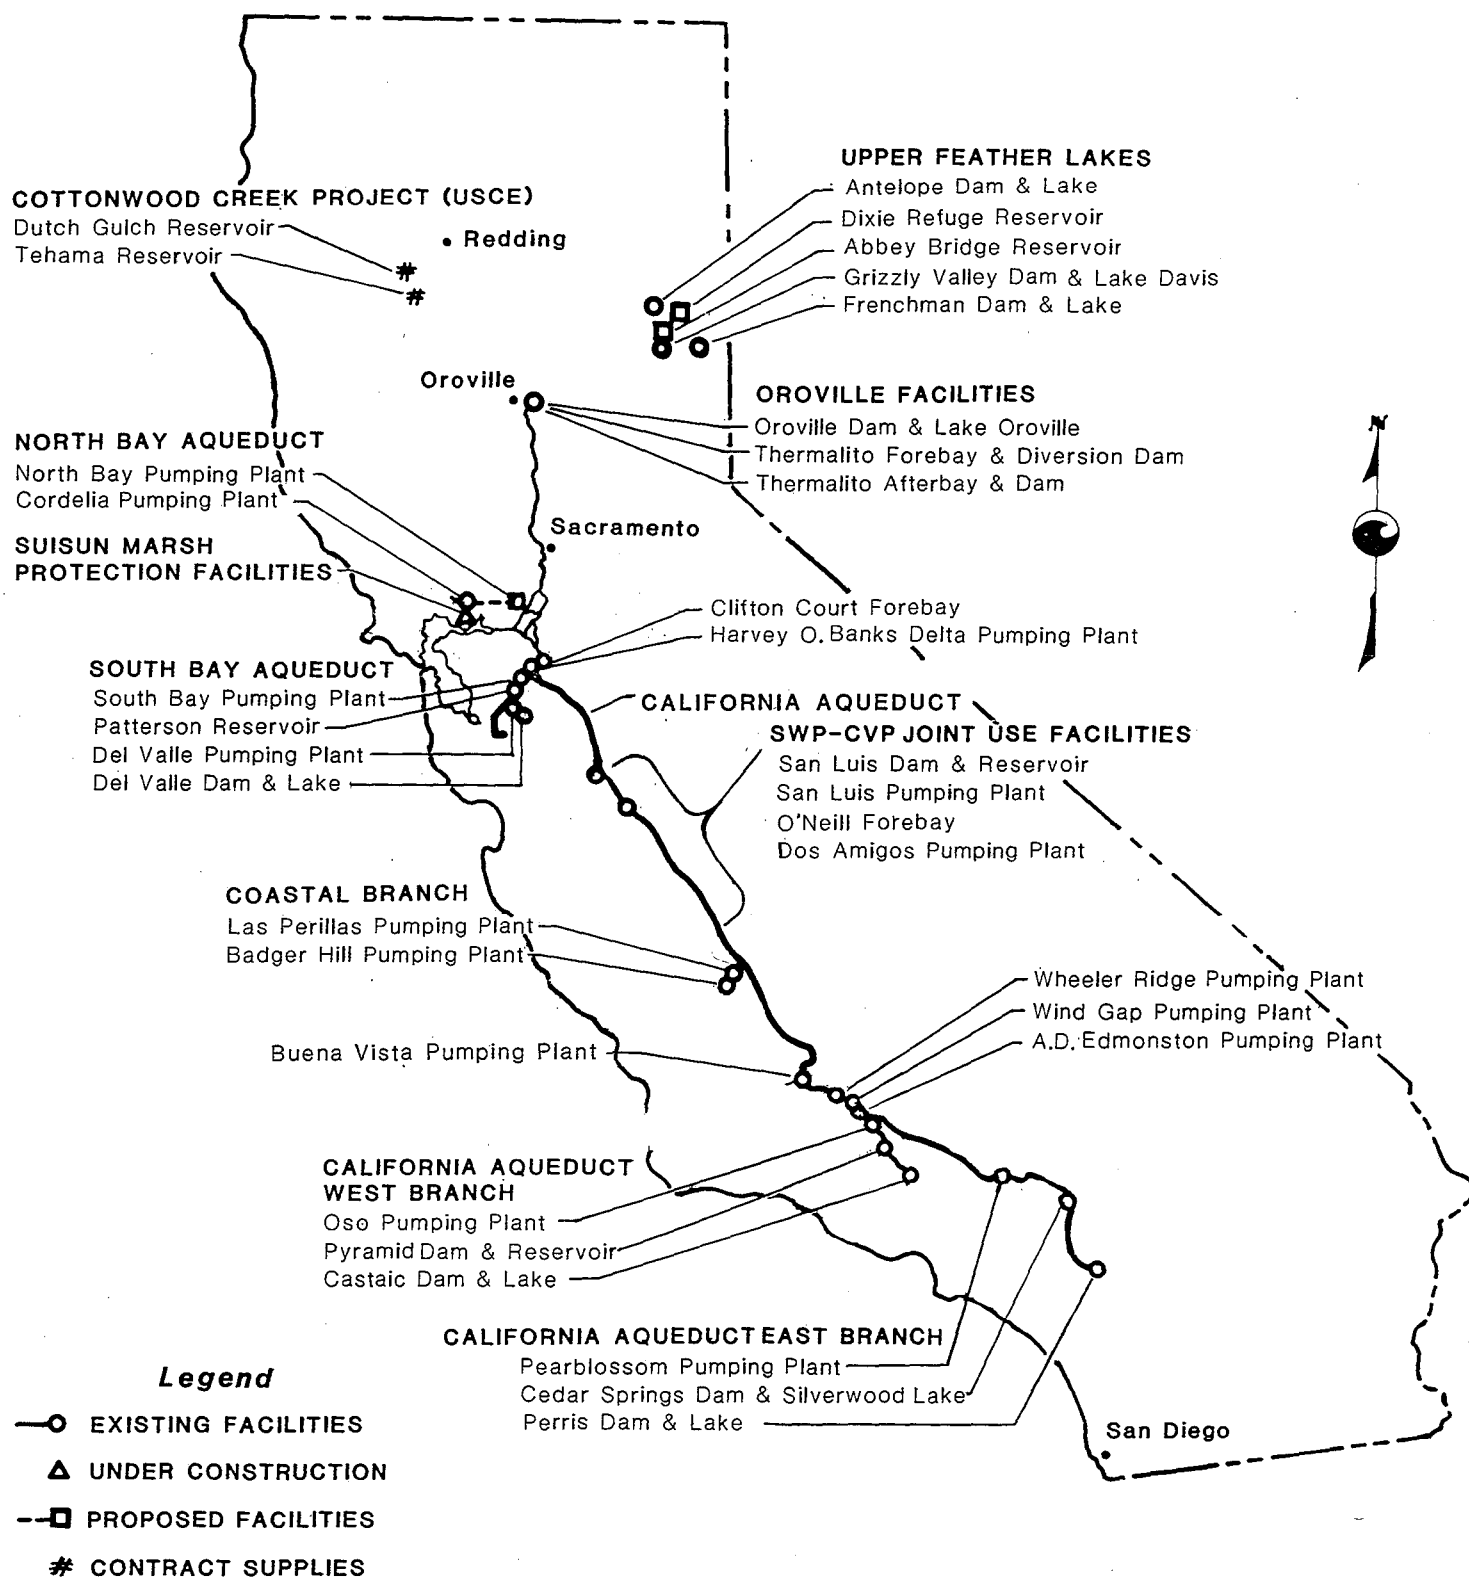 UPPER FEATHER LAKES
Antelope Dam & Lake
Dixie Refuge Reservoir
Abbey Bridge Reservoir
Grizzly Valley Dam & Lake Davis
Frenchman Dam & Lake
COTTONWOOD CREEK PROJECT (USCE)
Dutch Gulch Reservoir
Tehama Reservoir
Redding
#
#
Oroville
OROVILLE FACILITIES
Oroville Dam & Lake Oroville
Thermalito Forebay & Diversion Dam
Thermalito Afterbay & Dam
N
NORTH BAY AQUEDUCT
North Bay Pumping Plant
Cordelia Pumping Plant
SUISUN MARSH
PROTECTION FACILITIES
Sacramento
Clifton Court Forebay
Harvey O. Banks Delta Pumping Plant
SOUTH BAY AQUEDUCT
South Bay Pumping Plant
Patterson Reservoir
Del Valle Pumping Plant
Del Valle Dam & Lake
CALIFORNIA AQUEDUCT
SWP-CVP JOINT USE FACILITIES
San Luis Dam & Reservoir
San Luis Pumping Plant
O'Neill Forebay
Dos Amigos Pumping Plant
COASTAL BRANCH
Las Perillas Pumping Plant
Badger Hill Pumping Plant
Buena Vista Pumping Plant
Wheeler Ridge Pumping Plant
Wind Gap Pumping Plant
A.D. Edmonston Pumping Plant
CALIFORNIA AQUEDUCT
WEST BRANCH
Oso Pumping Plant
Pyramid Dam & Reservoir
Castaic Dam & Lake
CALIFORNIA AQUEDUCT EAST BRANCH
Pearblossom Pumping Plant
Cedar Springs Dam & Silverwood Lake
Perris Dam & Lake
San Diego
Legend
EXISTING FACILITIES
UNDER CONSTRUCTION
PROPOSED FACILITIES
# CONTRACT SUPPLIES